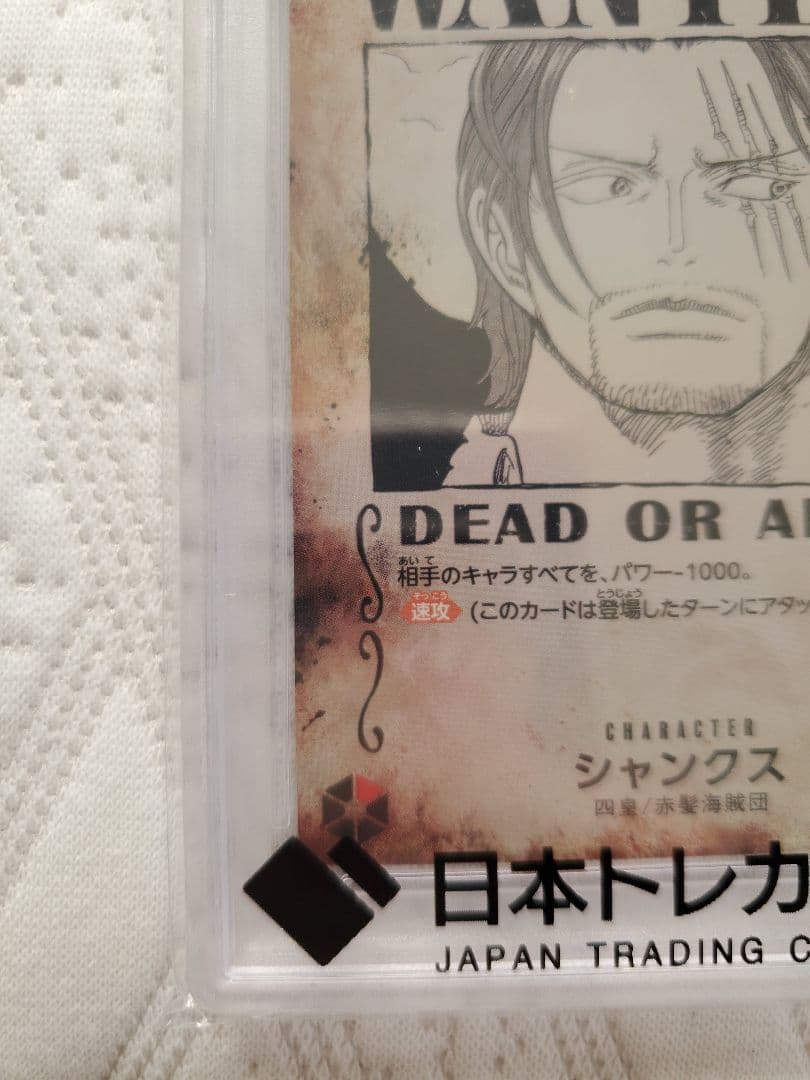 WANT
DEAD OR AL
相手のキャラすべてを、パワー-1000。
速攻 (このカードは登場したターンにアタッ
CHARACTER
シャンクス
四皇/赤髪海賊団
日本トレカ
JAPAN TRADING C